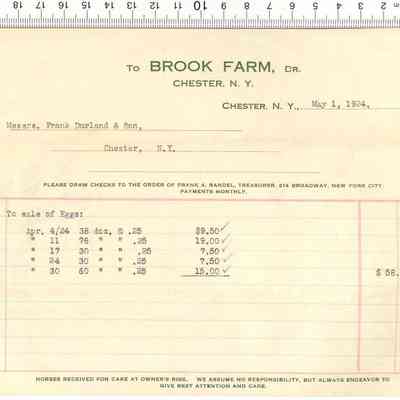 18 17 16 15 14 13 12 11 10 9 8 7 6 5 4 3 2
To BROOK FARM, Dr.
CHESTER, N. Y.
CHESTER, N. Y., May 1, 1924,
Messrs. Frank Durland & Son,
Chester, N.Y.
PLEASE DRAW CHECKS TO THE ORDER OF FRANK A. RANDEL, TREASURER, 214 BROADWAY, NEW YORK CITY
PAYMENTS MONTHLY.
To sale of Eggs:
Apr. 4/24 38 doz, @ .25 $9.50
" 11 76 " " .25 19.00
" 17 30 " " .25 7.50
" 24 30 " " .25 7.50
" 30 60 " " .25 15.00 $ 58.
HORSES RECEIVED FOR CARE AT OWNER'S RISK. WE ASSUME NO RESPONSIBILITY, BUT ALWAYS ENDEAVOR TO
GIVE BEST ATTENTION AND CARE.